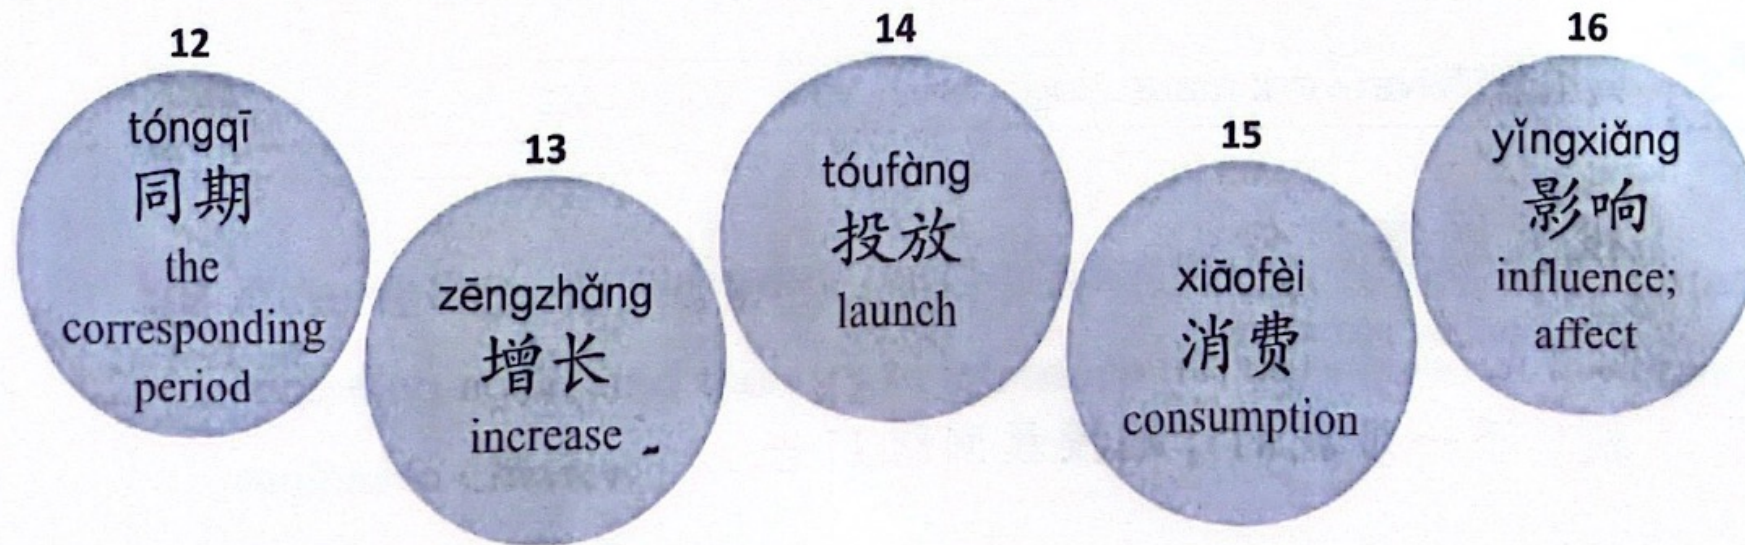 12
tóngqī
同期
the
corresponding
period
13
zēngzhǎng
增长
increase
14
tóufàng
投放
launch
15
xiāofèi
消费
consumption
16
yǐngxiǎng
影响
influence;
affect